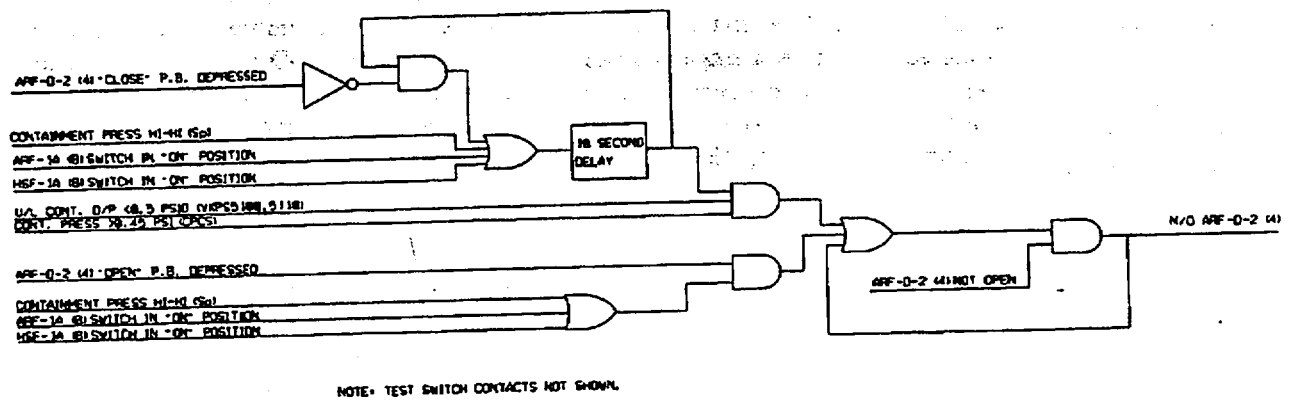 ARF-D-2 (4) "CLOSE" P.B. DEPRESSED
CONTAINMENT PRESS HI-HI (Sp)
ARF-1A (B) SWITCH IN "ON" POSITION
HSF-1A (B) SWITCH IN "ON" POSITION
SECOND
DELAY
U/L CONT. D/P
CONT. PRESS >0.45 PSI (CPCS)
N/O ARF-D-2 (4)
ARF-D-2 (4) "OPEN" P.B. DEPRESSED
ARF-D-2 (4) NOT OPEN
CONTAINMENT PRESS HI-HI (Sp)
ARF-1A (B) SWITCH IN "ON" POSITION
HSF-1A (B) SWITCH IN "ON" POSITION
NOTE: TEST SWITCH CONTACTS NOT SHOWN.